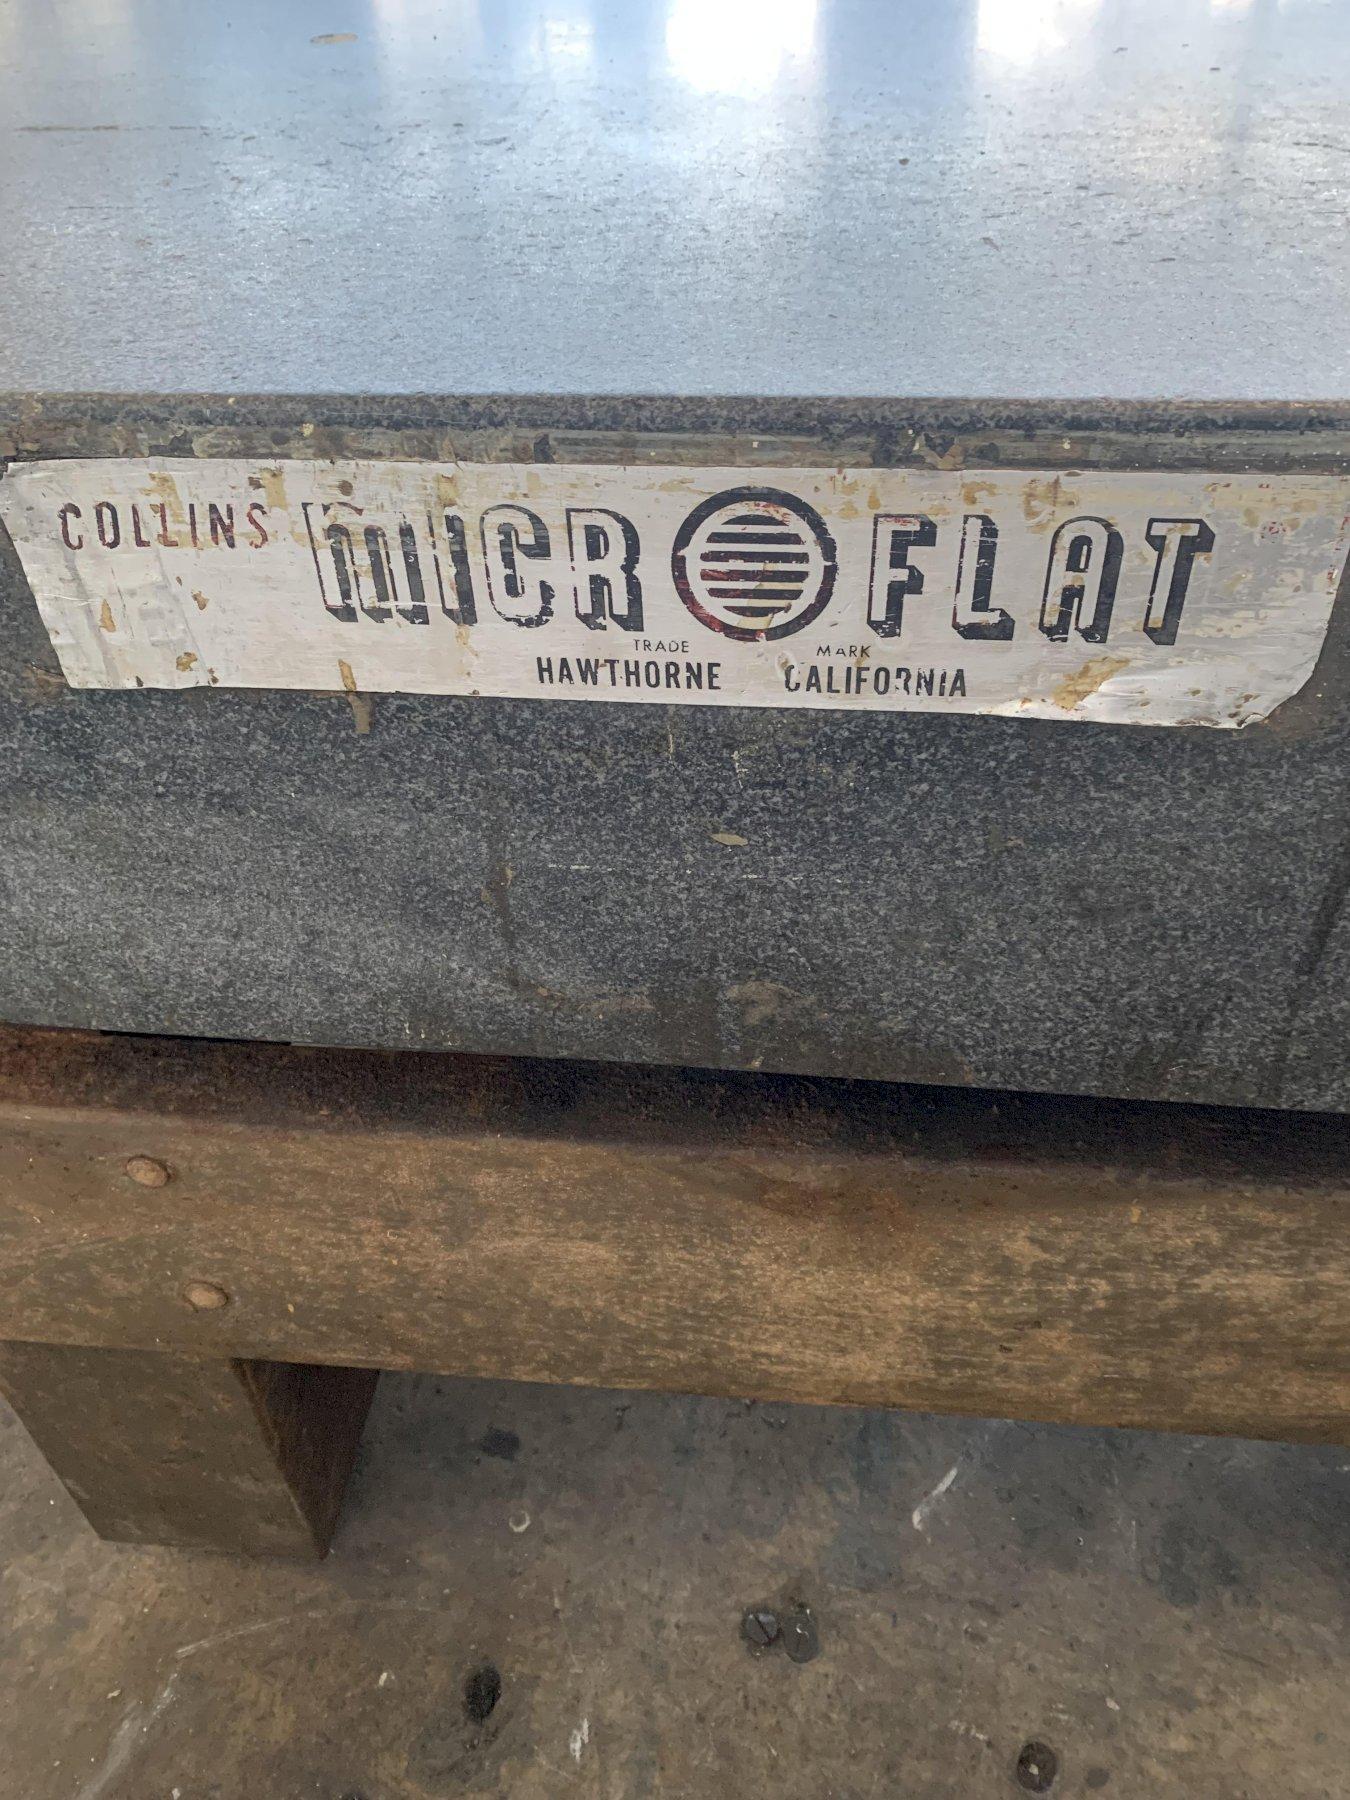 COLLINS MICROFLAT
TRADE MARK
HAWTHORNE CALIFORNIA